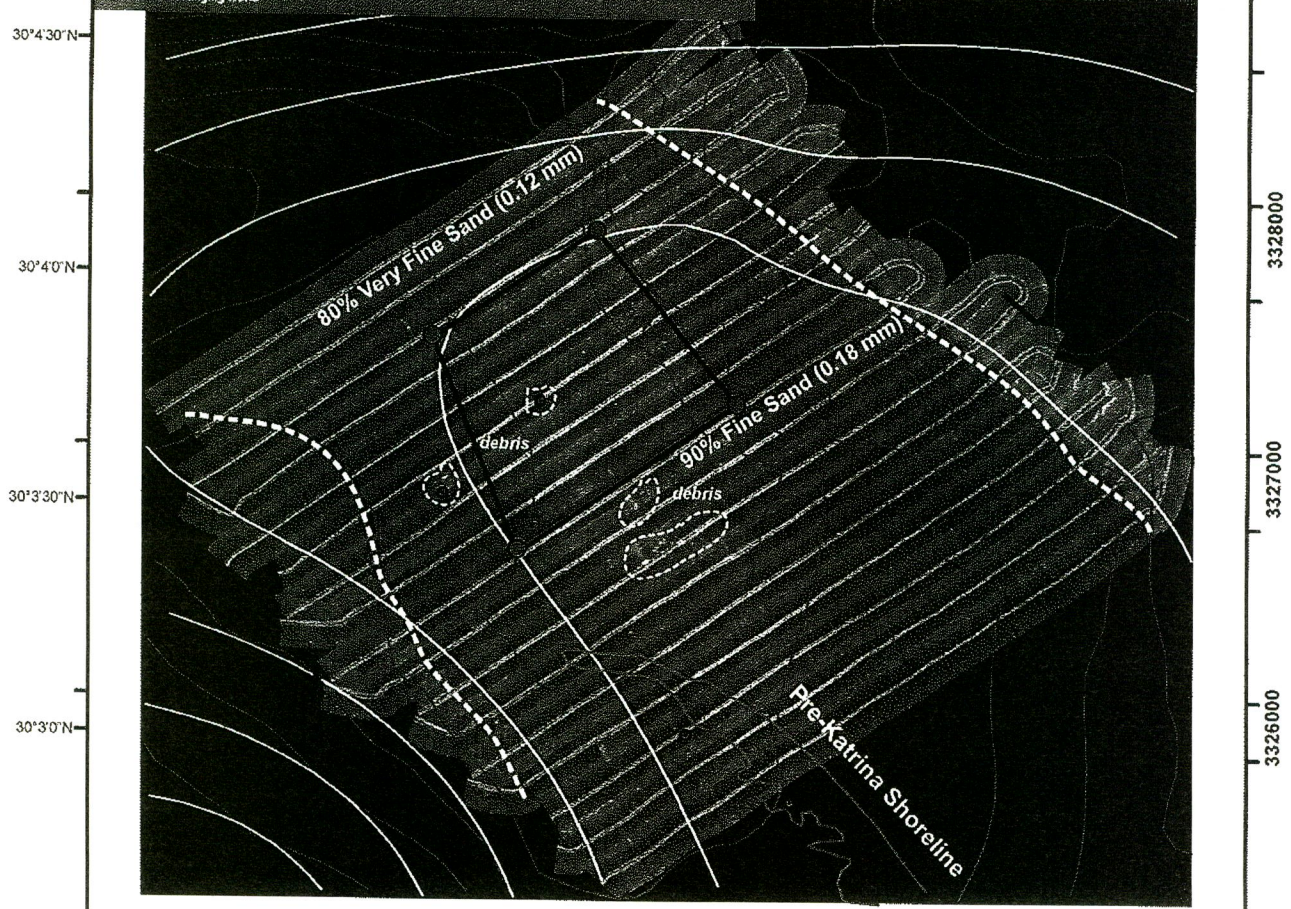 30°4'30"N
80% Very Fine Sand (0.12 mm)
3328000
30°4'0"N
90% Fine Sand (0.18 mm)
debris
3327000
30°3'30"N
debris
Pre-Katrina Shoreline
3326000
30°3'0"N